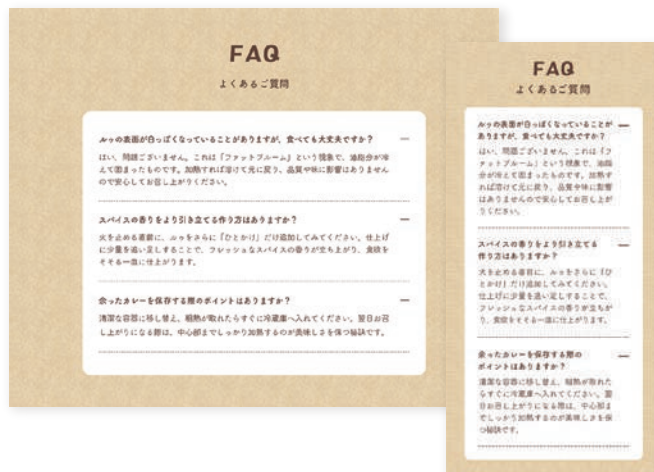 FAQ
よくあるご質問
ルゥの表面が白っぽくなっていることがありますが、食べても大丈夫ですか？
はい、問題ございません。これは「ファットブルーム」という現象で、油脂分が冷
えて固まったものです。加熱すれば溶けて元に戻り、品質や味に影響はありません
ので安心してお召し上がりください。
スパイスの香りをより引き立てる作り方はありますか？
火を止める直前に、ルゥをさらに「ひとかけ」だけ追加してみてください。仕上げ
に少量を追い足しすることで、フレッシュなスパイスの香りが立ち上がり、食欲を
そそる一皿に仕上がります。
余ったカレーを保存する際のポイントはありますか？
清潔な容器に移し替え、粗熱が取れたらすぐに冷蔵庫へ入れてください。翌日お召
し上がりになる際は、中心部までしっかり加熱するのが美味しさを保つ秘訣です。
FAQ
よくあるご質問
ルゥの表面が白っぽくなっていることが
ありますが、食べても大丈夫ですか？
はい、問題ございません。これは「フ
ァットブルーム」という現象で、油脂
分が冷えて固まったものです。加熱す
れば溶けて元に戻り、品質や味に影響
はありませんので安心してお召し上が
りください。
スパイスの香りをより引き立てる
作り方はありますか？
火を止める直前に、ルゥをさらに「ひ
とかけ」だけ追加してみてください。
仕上げに少量を追い足しすることで、
フレッシュなスパイスの香りが立ち上が
り、食欲をそそる一皿に仕上がります。
余ったカレーを保存する際の
ポイントはありますか？
清潔な容器に移し替え、粗熱が取れた
らすぐに冷蔵庫へ入れてください。翌
日お召し上がりになる際は、中心部ま
でしっかり加熱するのが美味しさを保
つ秘訣です。